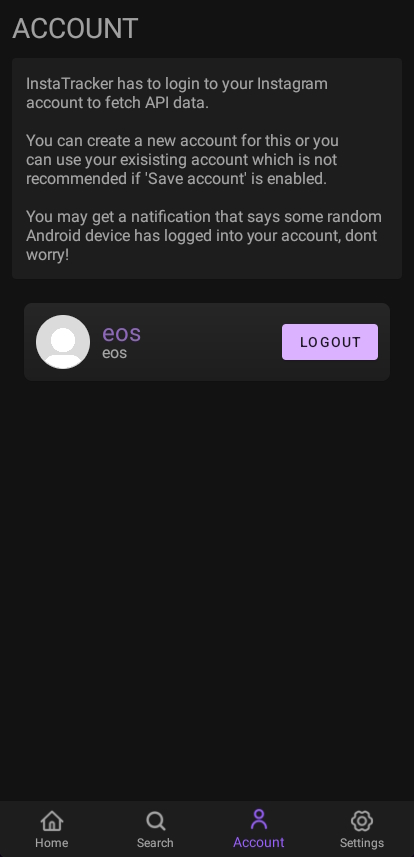 ACCOUNT
InstaTracker has to login to your Instagram
account to fetch API data.
You can create a new account for this or you
can use your exisisting account which is not
recommended if 'Save account' is enabled.
You may get a natification that says some random
Android device has logged into your account, dont
worry!
eos
eos
LOGOUT
Home
Search
Account
Settings